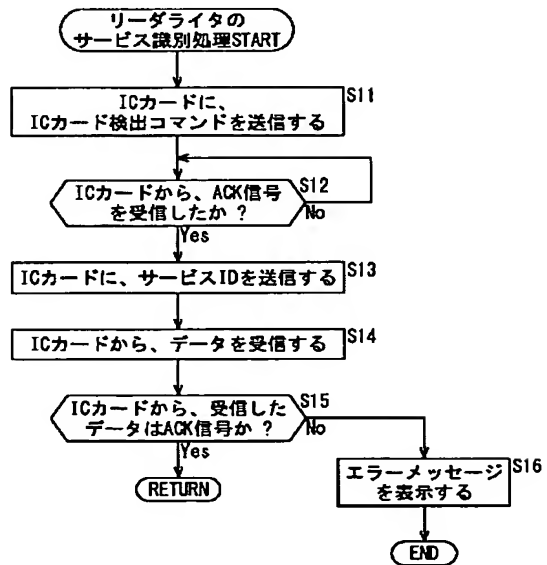 リーダライタの
サービス識別処理START
ICカードに、
ICカード検出コマンドを送信する
S11
ICカードから、ACK信号
を受信したか ?
S12
No
Yes
ICカードに、サービスIDを送信する
S13
ICカードから、データを受信する
S14
ICカードから、受信した
データはACK信号か ?
S15
No
Yes
RETURN
エラーメッセージ
を表示する
S16
END